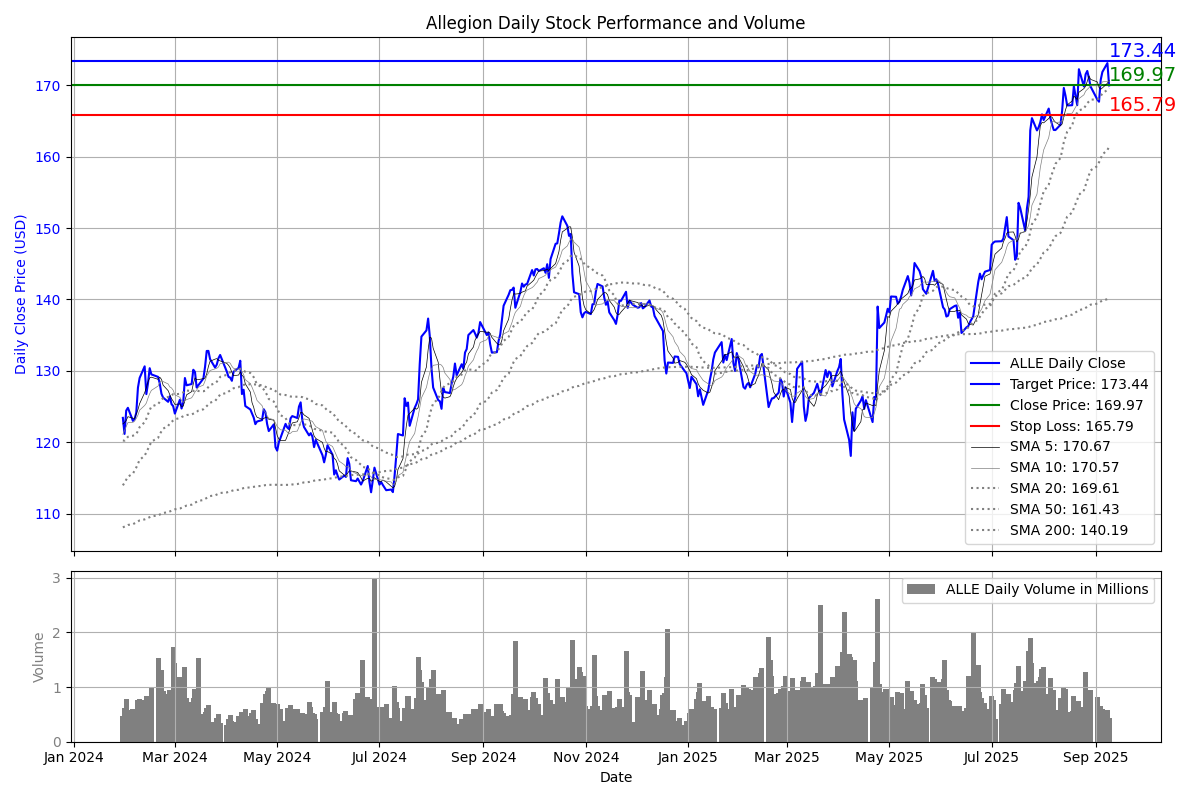 Allegion Daily Stock Performance and Volume
173.44
169.97
165.79
170
160
150
140
130
120
110
Daily Close Price (USD)
ALLE Daily Close
Target Price: 173.44
Close Price: 169.97
Stop Loss: 165.79
SMA 5: 170.67
SMA 10: 170.57
SMA 20: 169.61
SMA 50: 161.43
SMA 200: 140.19
3
2
1
0
Volume
ALLE Daily Volume in Millions
Jan 2024 Mar 2024 May 2024 Jul 2024 Sep 2024 Nov 2024 Jan 2025 Mar 2025 May 2025 Jul 2025 Sep 2025
Date